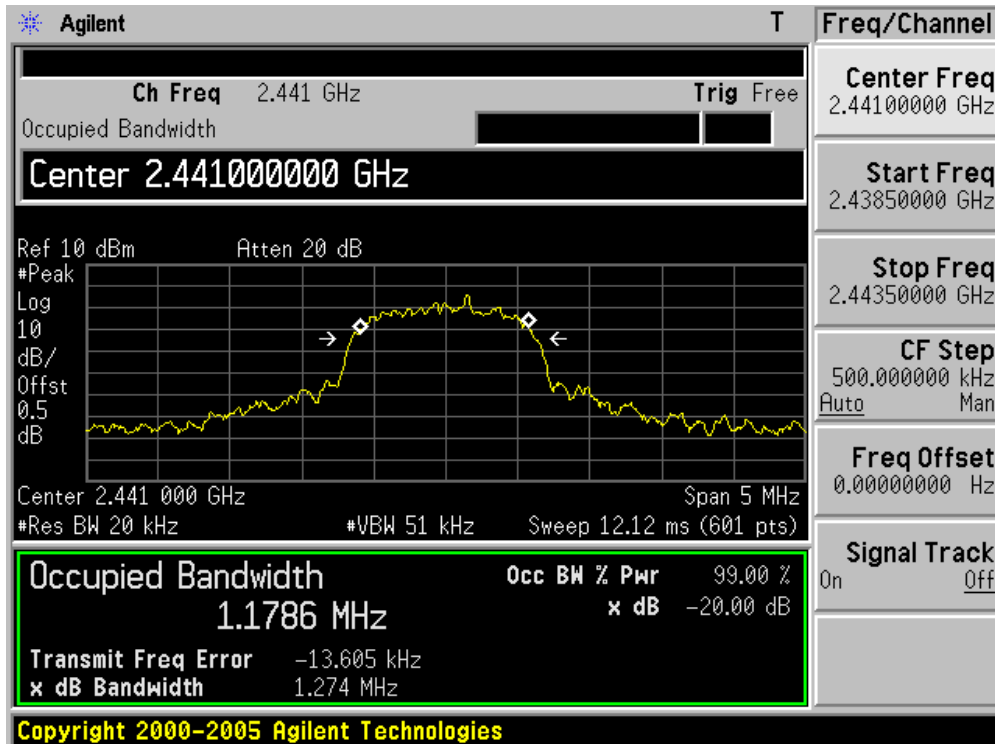 Agilent T
Freq/Channel
Ch Freq 2.441 GHz Trig Free
Occupied Bandwidth
Center 2.441000000 GHz
Ref 10 dBm Atten 20 dB
#Peak
Log
10
dB/
Offst
0.5
dB
Center 2.441 000 GHz Span 5 MHz
#Res BW 20 kHz #VBW 51 kHz Sweep 12.12 ms (601 pts)
Occupied Bandwidth
1.1786 MHz
Occ BW % Pwr 99.00 %
x dB -20.00 dB
Transmit Freq Error -13.605 kHz
x dB Bandwidth 1.274 MHz
Center Freq
2.44100000 GHz
Start Freq
2.43850000 GHz
Stop Freq
2.44350000 GHz
CF Step
500.000000 kHz
Auto Man
Freq Offset
0.00000000 Hz
Signal Track
On Off
Copyright 2000-2005 Agilent Technologies